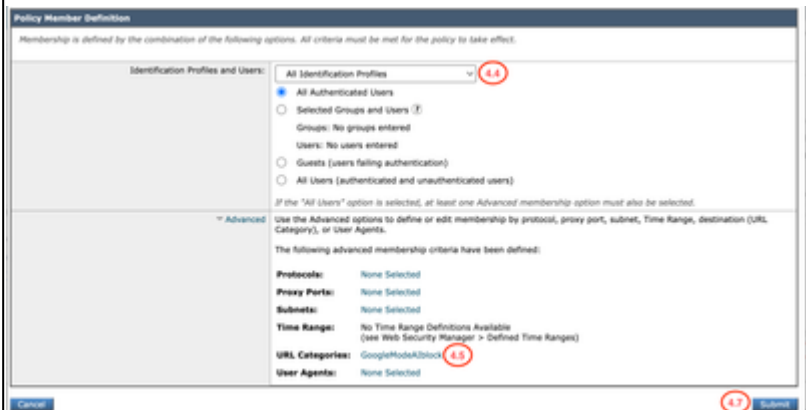 Policy Member Definition
Membership is defined by the combination of the following options. All criteria must be met for the policy to take effect.
Identification Profiles and Users:
All Identification Profiles
4.4
All Authenticated Users
Selected Groups and Users ?
Groups: No groups entered
Users: No users entered
Guests (users failing authentication)
All Users (authenticated and unauthenticated users)
If the "All Users" option is selected, at least one Advanced membership option must also be selected.
Advanced
Use the Advanced options to define or edit membership by protocol, proxy port, subnet, Time Range, destination (URL
Category), or User Agents.
The following advanced membership criteria have been defined:
Protocols: None Selected
Proxy Ports: None Selected
Subnets: None Selected
Time Range: No Time Range Definitions Available
(see Web Security Manager > Defined Time Ranges)
URL Categories: GoogleModeAIblock 4.5
User Agents: None Selected
Cancel
4.7 Submit